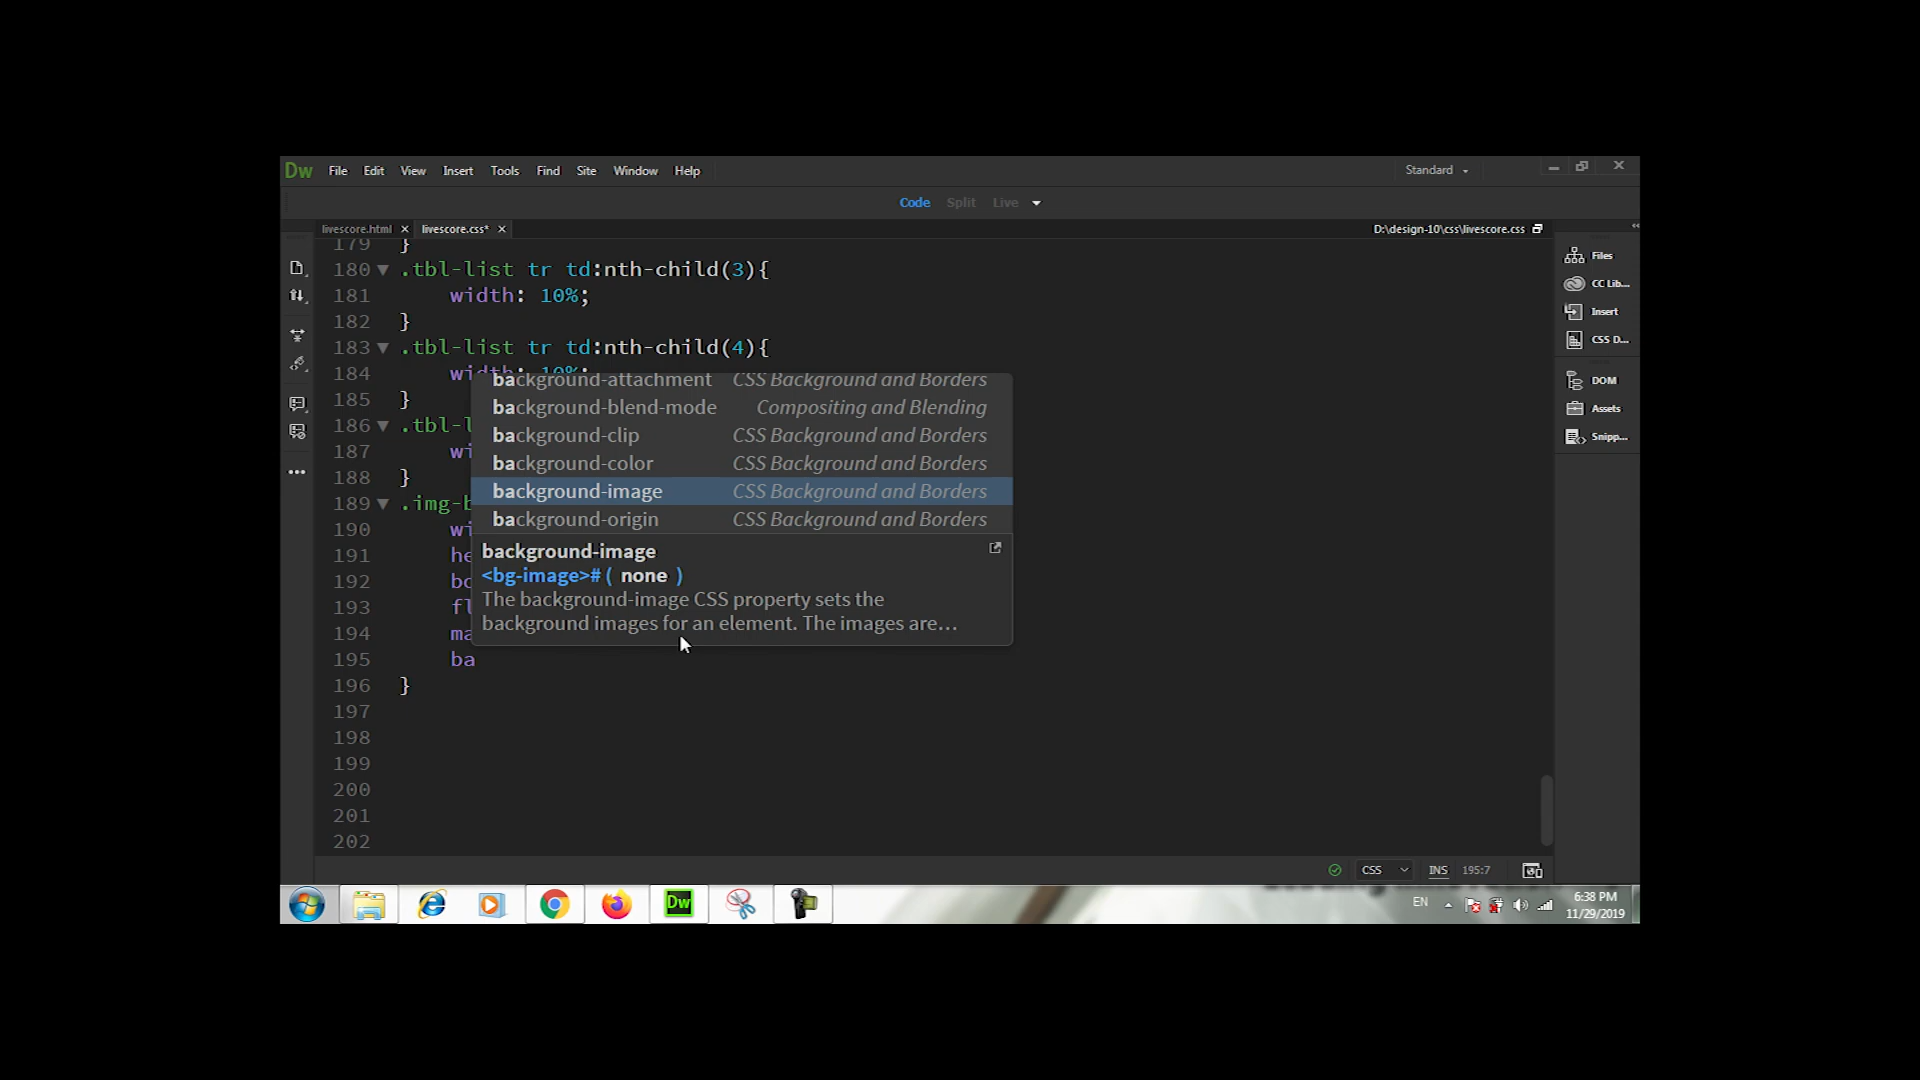 Dw File Edit View Insert Tools Find Site Window Help Standard
Code Split Live
livescore.html × livescore.css* × D:\design-10\css\livescore.css
179 }
180 .tbl-list tr td:nth-child(3){
181 width: 10%;
182 }
183 .tbl-list tr td:nth-child(4){
184 wi
185 }
186 .tbl-l
187 wi
188 }
189 .img-b
190 wi
191 he
192 bo
193 fl
194 ma
195 ba
196 }
197
198
199
200
201
202
background-attachment CSS Background and Borders
background-blend-mode Compositing and Blending
background-clip CSS Background and Borders
background-color CSS Background and Borders
background-image CSS Background and Borders
background-origin CSS Background and Borders
background-image
<bg-image># ( none )
The background-image CSS property sets the
background images for an element. The images are...
Files
CC Lib...
Insert
CSS D...
DOM
Assets
Snipp...
CSS INS 195:7
Dw
EN
6:38 PM
11/29/2019